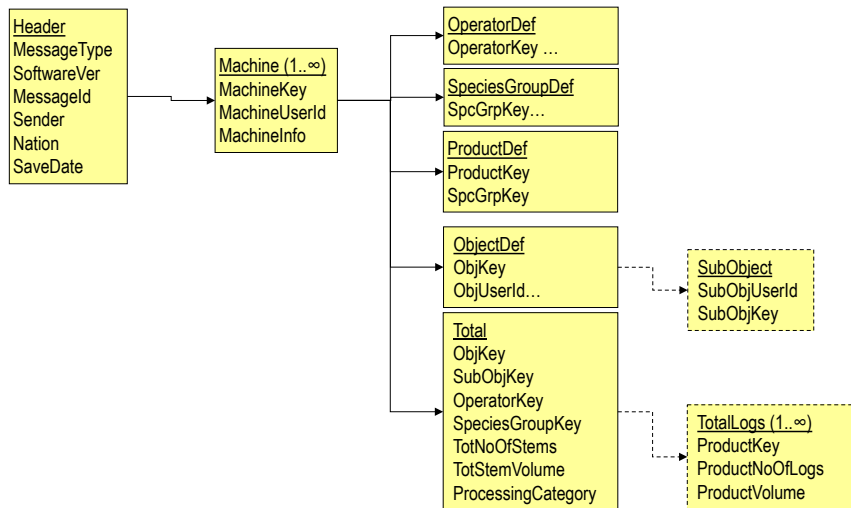 Header
MessageType
SoftwareVer
MessageId
Sender
Nation
SaveDate
Machine (1..∞)
MachineKey
MachineUserId
MachineInfo
OperatorDef
OperatorKey ...
SpeciesGroupDef
SpcGrpKey...
ProductDef
ProductKey
SpcGrpKey
ObjectDef
ObjKey
ObjUserId...
SubObject
SubObjUserId
SubObjKey
Total
ObjKey
SubObjKey
OperatorKey
SpeciesGroupKey
TotNoOfStems
TotStemVolume
ProcessingCategory
TotalLogs (1..∞)
ProductKey
ProductNoOfLogs
ProductVolume